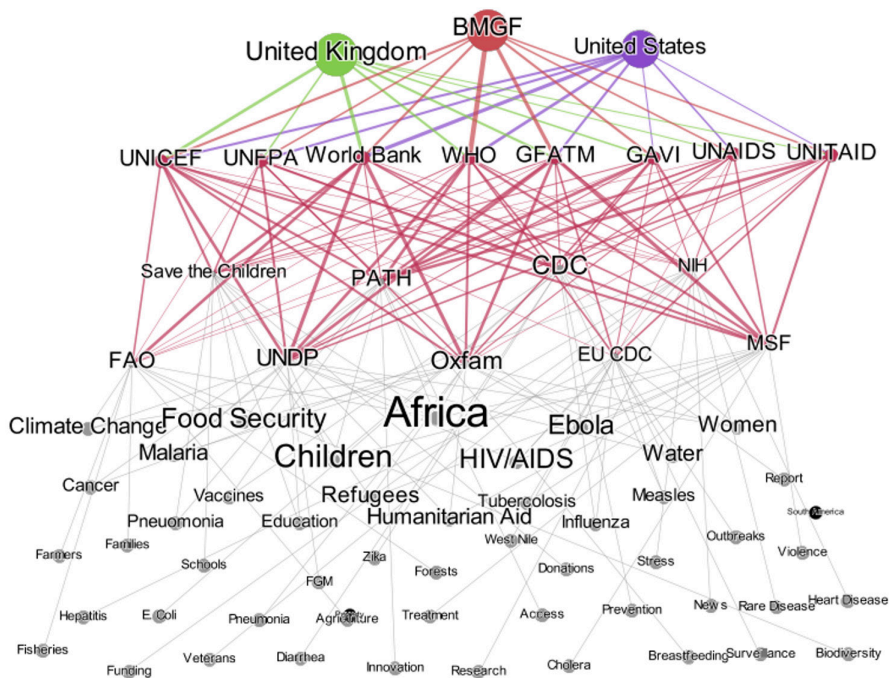 BMGF
United Kingdom
United States
UNICEF
UNFPA
World Bank
WHO
GFATM
GAVI
UNAIDS
UNITAID
Save the Children
PATH
CDC
NIH
FAO
UNDP
Oxfam
EU CDC
MSF
Climate Change
Food Security
Africa
Ebola
Women
Malaria
Children
HIV/AIDS
Water
Cancer
Vaccines
Refugees
Tubercolosis
Measles
Report
Pneuomonia
Education
Humanitarian Aid
Influenza
South America
Farmers
Families
Schools
Zika
West Nile
Outbreaks
Violence
FGM
Forests
Donations
Stress
Hepatitis
E. Coli
Pneumonia
Agriculture
Treatment
Access
Prevention
News
Rare Disease
Heart Disease
Fisheries
Funding
Veterans
Diarrhea
Innovation
Research
Cholera
Breastfeeding
Surveillance
Biodiversity